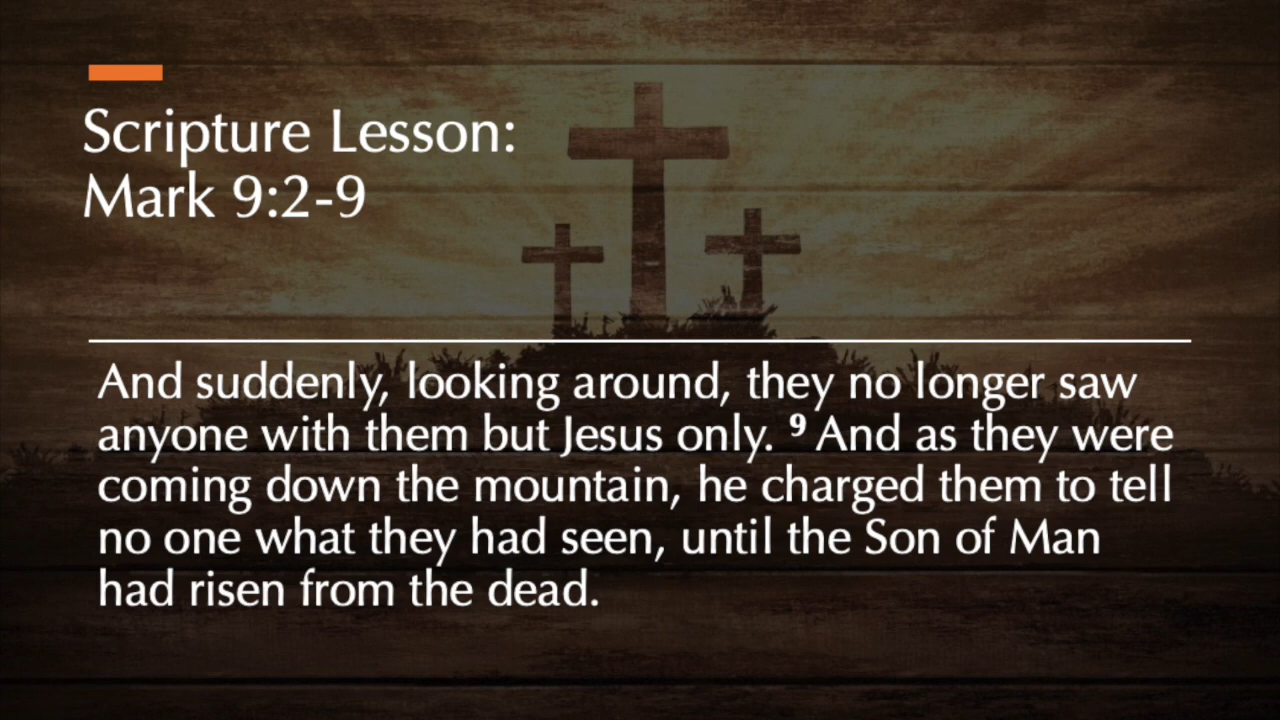 Scripture Lesson:
Mark 9:2-9
And suddenly, looking around, they no longer saw
anyone with them but Jesus only. 9 And as they were
coming down the mountain, he charged them to tell
no one what they had seen, until the Son of Man
had risen from the dead.